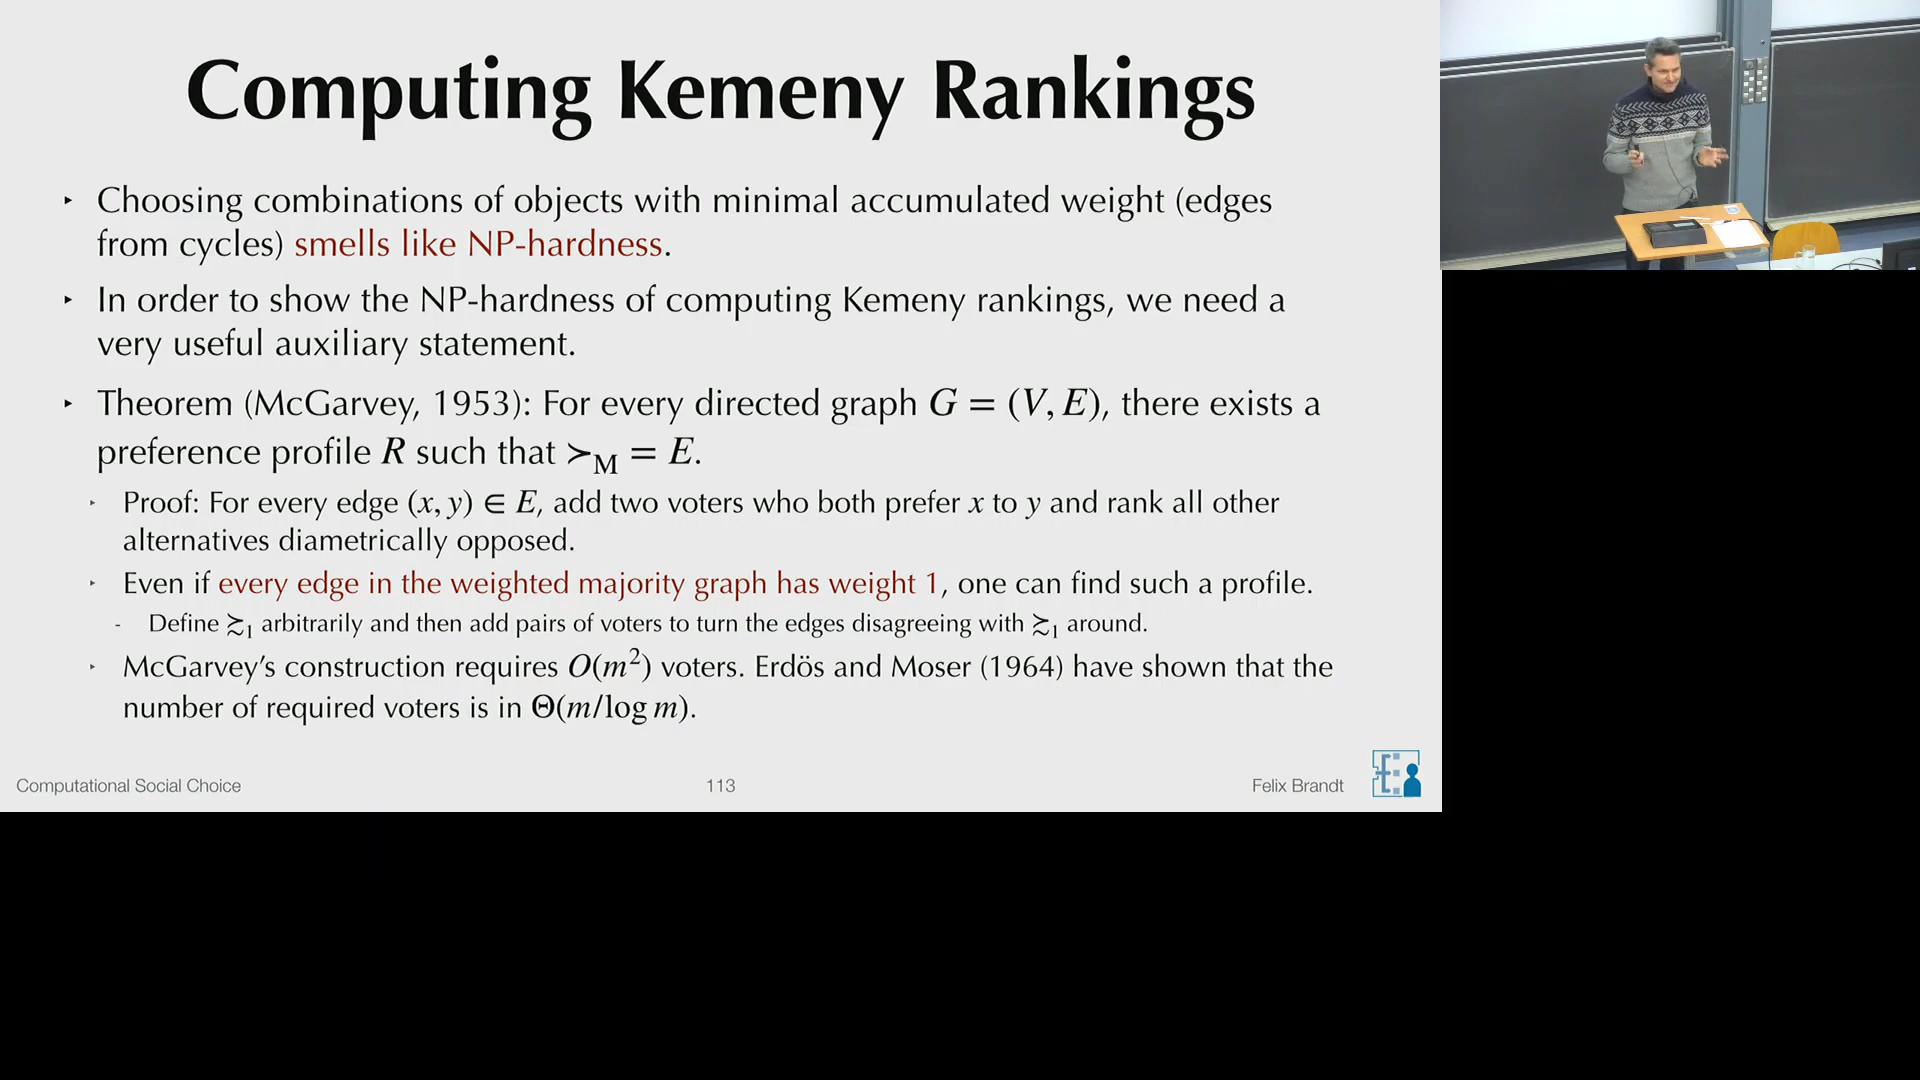 Computing Kemeny Rankings
‣ Choosing combinations of objects with minimal accumulated weight (edges
from cycles) smells like NP-hardness.
‣ In order to show the NP-hardness of computing Kemeny rankings, we need a
very useful auxiliary statement.
‣ Theorem (McGarvey, 1953): For every directed graph G = (V, E), there exists a
preference profile R such that ≻M = E.
‣ Proof: For every edge (x, y) ∈ E, add two voters who both prefer x to y and rank all other
alternatives diametrically opposed.
‣ Even if every edge in the weighted majority graph has weight 1, one can find such a profile.
- Define ≿1 arbitrarily and then add pairs of voters to turn the edges disagreeing with ≿1 around.
‣ McGarvey's construction requires O(m²) voters. Erdös and Moser (1964) have shown that the
number of required voters is in Θ(m/log m).
Computational Social Choice
113
Felix Brandt